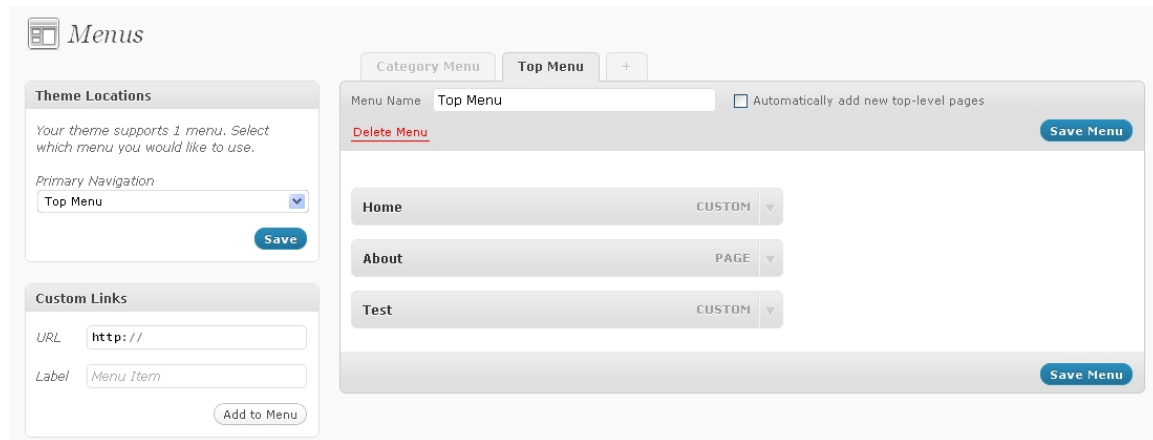 Menus
Category Menu Top Menu +
Theme Locations
Your theme supports 1 menu. Select
which menu you would like to use.
Primary Navigation
Top Menu
Save
Custom Links
URL http://
Label Menu Item
Add to Menu
Menu Name Top Menu Automatically add new top-level pages
Delete Menu Save Menu
Home CUSTOM
About PAGE
Test CUSTOM
Save Menu